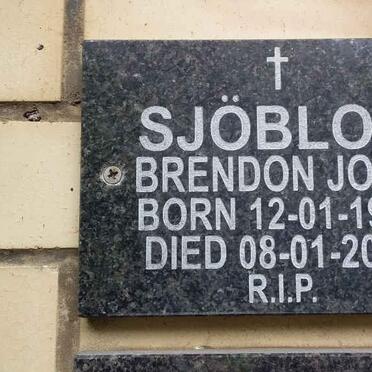 SJÖBLO
BRENDON JO
BORN 12-01-19
DIED 08-01-20
R.I.P.